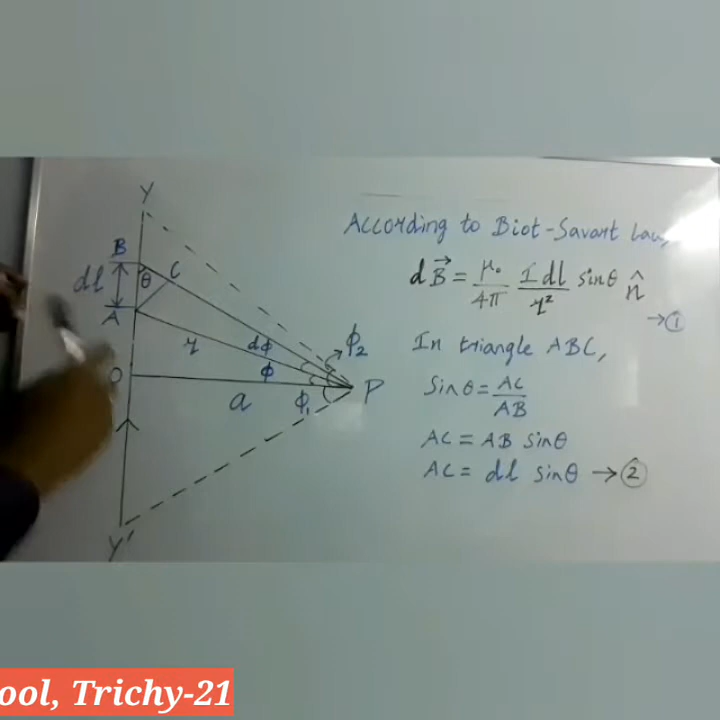 Y
B
C
dl
θ
A
r
dφ
φ
φ₂
O
a
φ₁
P
Y'
According to Biot-Savart Law,
dB⃗ = μ₀/4π I dl/r² sinθ n̂
→①
In triangle ABC,
Sinθ = AC/AB
AC = AB sinθ
AC = dl sinθ → ②
ool, Trichy-21